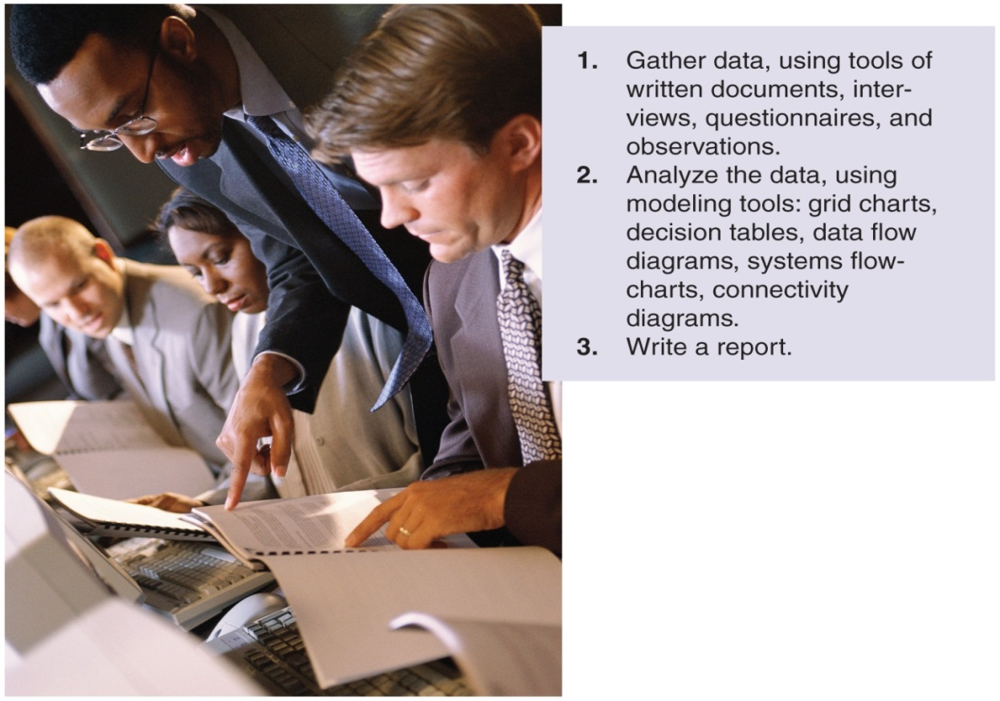 1. Gather data, using tools of
written documents, inter-
views, questionnaires, and
observations.
2. Analyze the data, using
modeling tools: grid charts,
decision tables, data flow
diagrams, systems flow-
charts, connectivity
diagrams.
3. Write a report.